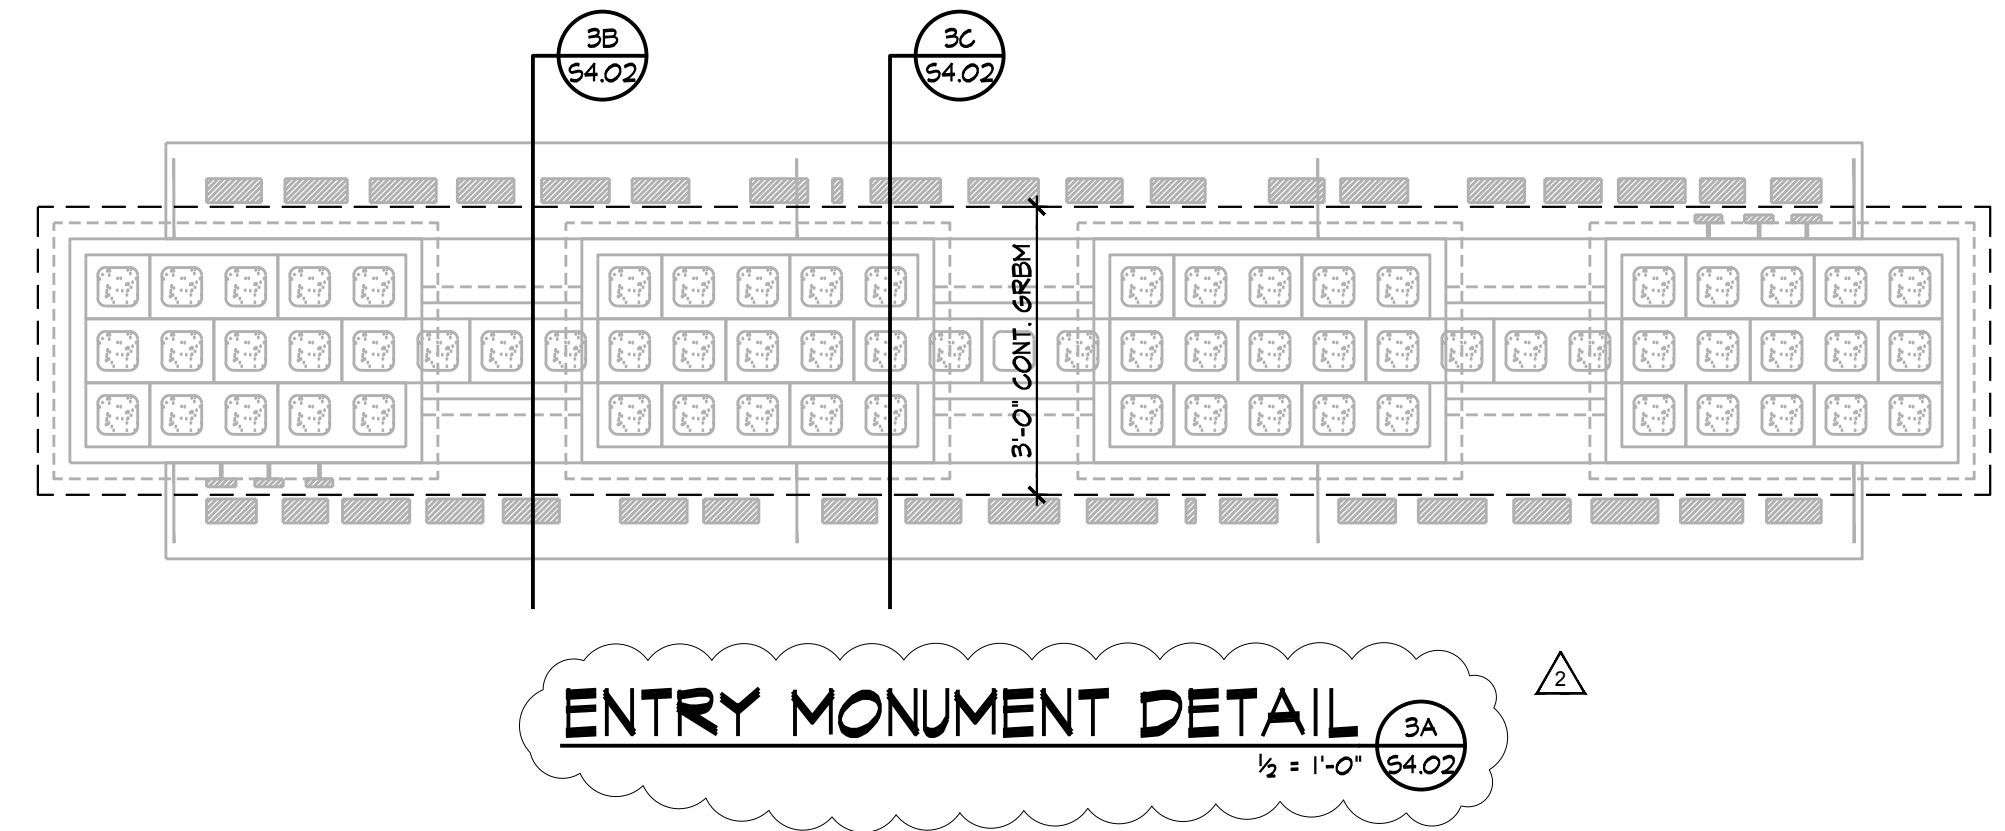 3B
S4.02
3C
S4.02
3'-0" CONT. GRBM
ENTRY MONUMENT DETAIL
3A
S4.02
½ = 1'-0"
2